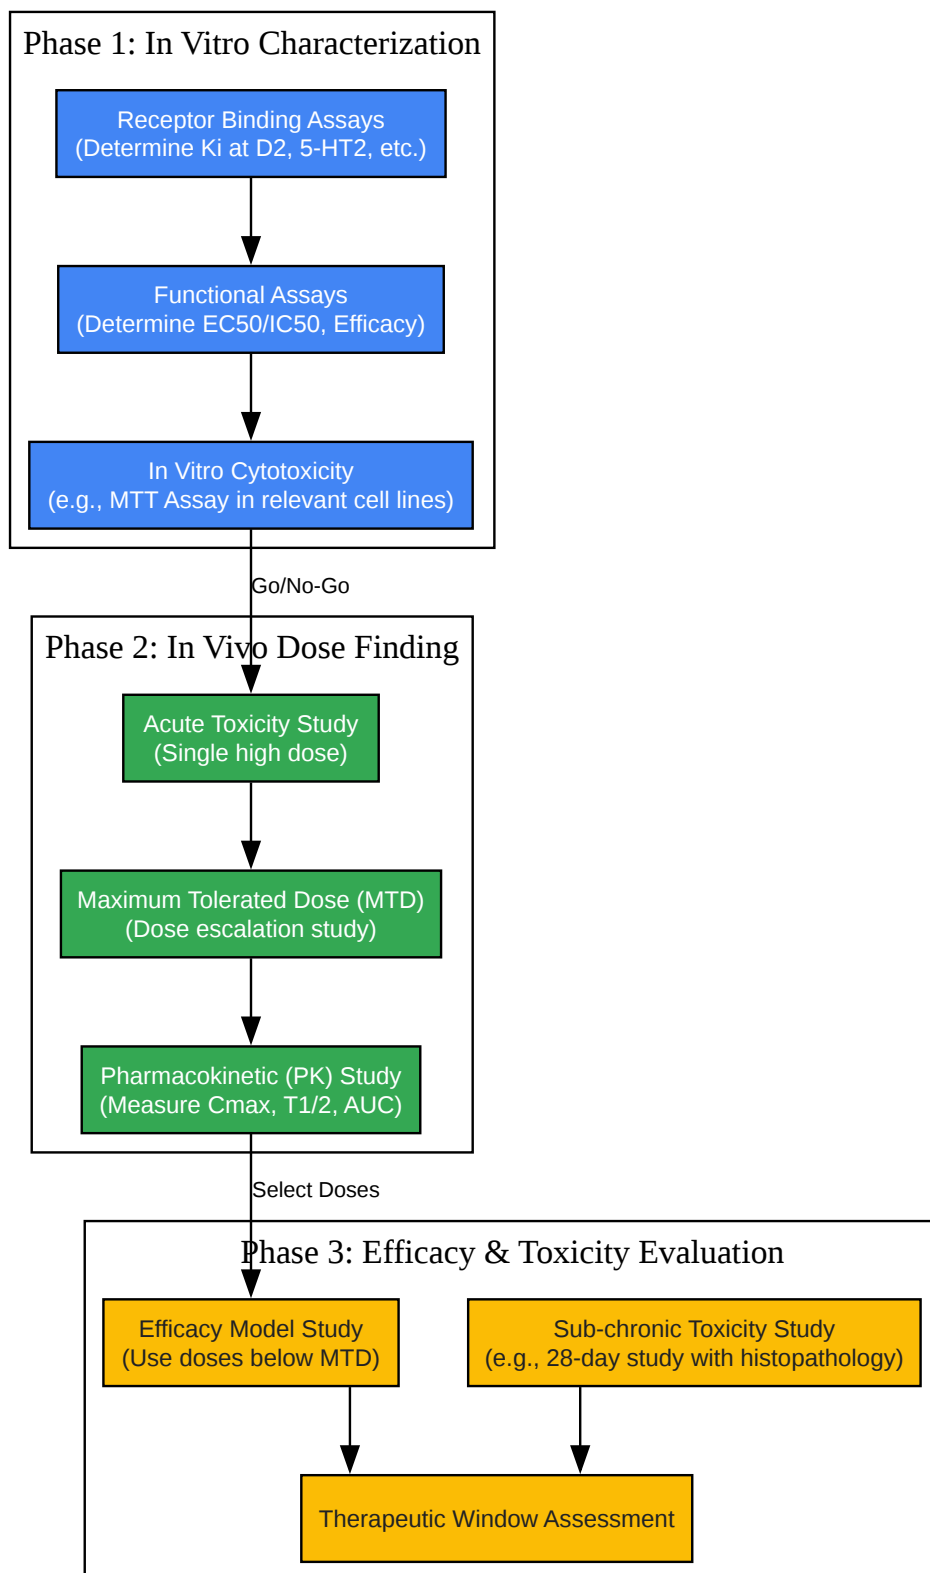 Phase 1: In Vitro Characterization
Receptor Binding Assays
(Determine Ki at D2, 5-HT2, etc.)
Functional Assays
(Determine EC50/IC50, Efficacy)
In Vitro Cytotoxicity
(e.g., MTT Assay in relevant cell lines)
Go/No-Go
Phase 2: In Vivo Dose Finding
Acute Toxicity Study
(Single high dose)
Maximum Tolerated Dose (MTD)
(Dose escalation study)
Pharmacokinetic (PK) Study
(Measure Cmax, T1/2, AUC)
Select Doses
Phase 3: Efficacy & Toxicity Evaluation
Efficacy Model Study
(Use doses below MTD)
Sub-chronic Toxicity Study
(e.g., 28-day study with histopathology)
Therapeutic Window Assessment